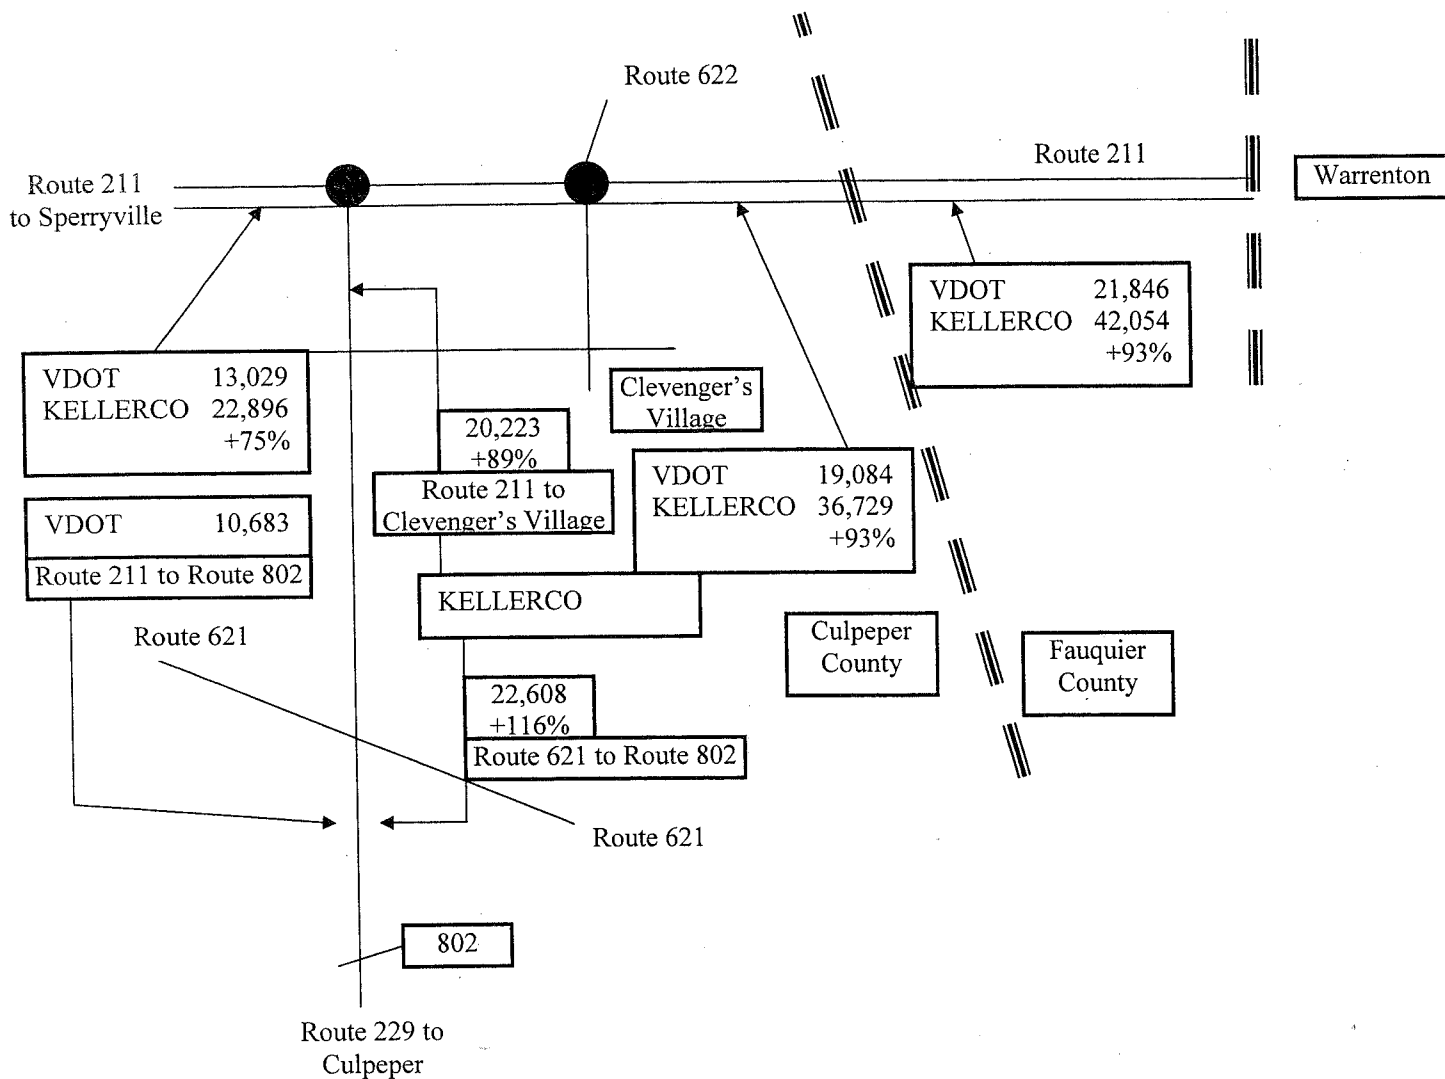 Route 622
Route 211
Warrenton
Route 211
to Sperryville
VDOT 21,846
KELLERCO 42,054
+93%
VDOT 13,029
KELLERCO 22,896
+75%
Clevenger's
Village
20,223
+89%
Route 211 to
Clevenger's Village
VDOT 19,084
KELLERCO 36,729
+93%
VDOT 10,683
Route 211 to Route 802
KELLERCO
Route 621
Culpeper
County
Fauquier
County
22,608
+116%
Route 621 to Route 802
Route 621
802
Route 229 to
Culpeper